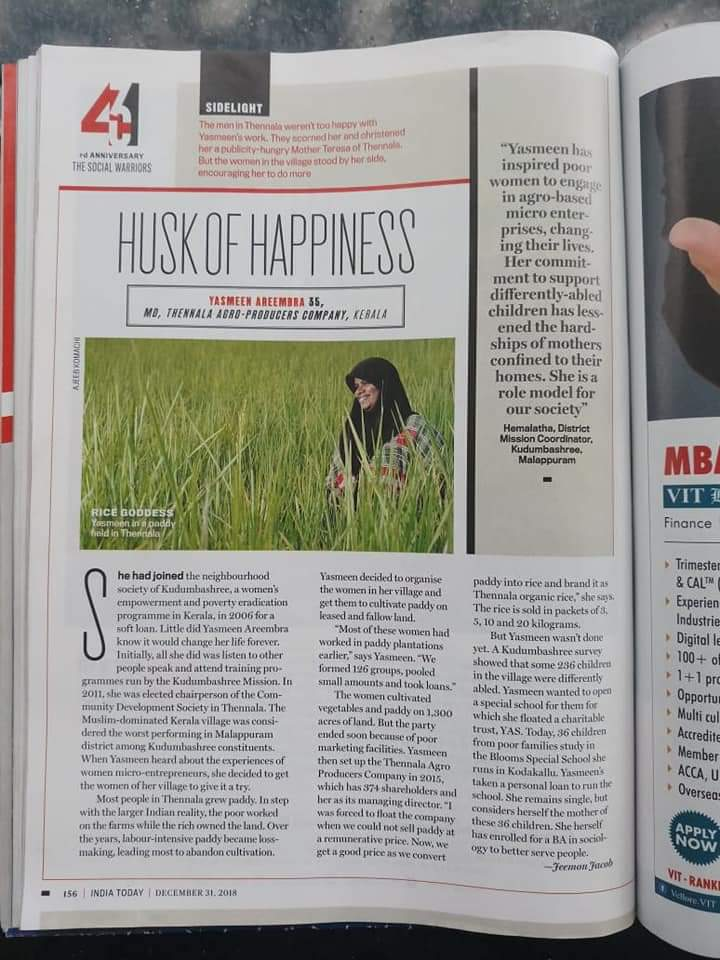 43
rd ANNIVERSARY
THE SOCIAL WARRIORS
SIDELIGHT
The men in Thennala weren't too happy with
Yasmeen's work. They scorned her and christened
her a publicity-hungry Mother Teresa of Thennala.
But the women in the village stood by her side,
encouraging her to do more
HUSK OF HAPPINESS
YASMEEN AREEMBRA 35,
MD, THENNALA AGRO-PRODUCERS COMPANY, KERALA
AJEEB KOMACHI
RICE GODDESS
Yasmeen in a paddy
field in Thennala
"Yasmeen has
inspired poor
women to engage
in agro-based
micro enter-
prises, chang-
ing their lives.
Her commit-
ment to support
differently-abled
children has less-
ened the hard-
ships of mothers
confined to their
homes. She is a
role model for
our society"
Hemalatha, District
Mission Coordinator,
Kudumbashree,
Malappuram
She had joined the neighbourhood
society of Kudumbashree, a women's
empowerment and poverty eradication
programme in Kerala, in 2006 for a
soft loan. Little did Yasmeen Areembra
know it would change her life forever.
Initially, all she did was listen to other
people speak and attend training pro-
grammes run by the Kudumbashree Mission. In
2011, she was elected chairperson of the Com-
munity Development Society in Thennala. The
Muslim-dominated Kerala village was consi-
dered the worst performing in Malappuram
district among Kudumbashree constituents.
When Yasmeen heard about the experiences of
women micro-entrepreneurs, she decided to get
the women of her village to give it a try.
Most people in Thennala grew paddy. In step
with the larger Indian reality, the poor worked
on the farms while the rich owned the land. Over
the years, labour-intensive paddy became loss-
making, leading most to abandon cultivation.
Yasmeen decided to organise
the women in her village and
get them to cultivate paddy on
leased and fallow land.
"Most of these women had
worked in paddy plantations
earlier," says Yasmeen. "We
formed 126 groups, pooled
small amounts and took loans."
The women cultivated
vegetables and paddy on 1,300
acres of land. But the party
ended soon because of poor
marketing facilities. Yasmeen
then set up the Thennala Agro
Producers Company in 2015,
which has 374 shareholders and
her as its managing director. "I
was forced to float the company
when we could not sell paddy at
a remunerative price. Now, we
get a good price as we convert
paddy into rice and brand it as
Thennala organic rice," she says.
The rice is sold in packets of 3,
5, 10 and 20 kilograms.
But Yasmeen wasn't done
yet. A Kudumbashree survey
showed that some 236 children
in the village were differently
abled. Yasmeen wanted to open
a special school for them for
which she floated a charitable
trust, YAS. Today, 36 children
from poor families study in
the Blooms Special School she
runs in Kodakallu. Yasmeen's
taken a personal loan to run the
school. She remains single, but
considers herself the mother of
these 36 children. She herself
has enrolled for a BA in sociol-
ogy to better serve people.
—Jeemon Jacob
156 | INDIA TODAY | DECEMBER 31, 2018
MBA
VIT
Finance
Trimester
& CAL™ (
Experien
Industrie
Digital le
100+ of
1+1 pro
Opportu
Multi cul
Accredite
Member
ACCA, U
Overseas
APPLY
NOW
VIT - RANK
Vellore.VIT